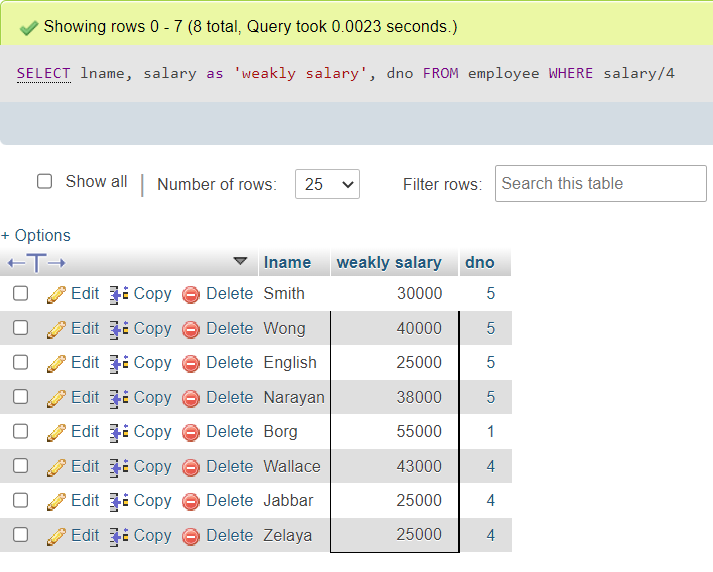 Showing rows 0 - 7 (8 total, Query took 0.0023 seconds.)
SELECT lname, salary as 'weakly salary', dno FROM employee WHERE salary/4
Show all Number of rows: 25 Filter rows: Search this table
+ Options
lname weakly salary dno
Edit Copy Delete Smith 30000 5
Edit Copy Delete Wong 40000 5
Edit Copy Delete English 25000 5
Edit Copy Delete Narayan 38000 5
Edit Copy Delete Borg 55000 1
Edit Copy Delete Wallace 43000 4
Edit Copy Delete Jabbar 25000 4
Edit Copy Delete Zelaya 25000 4